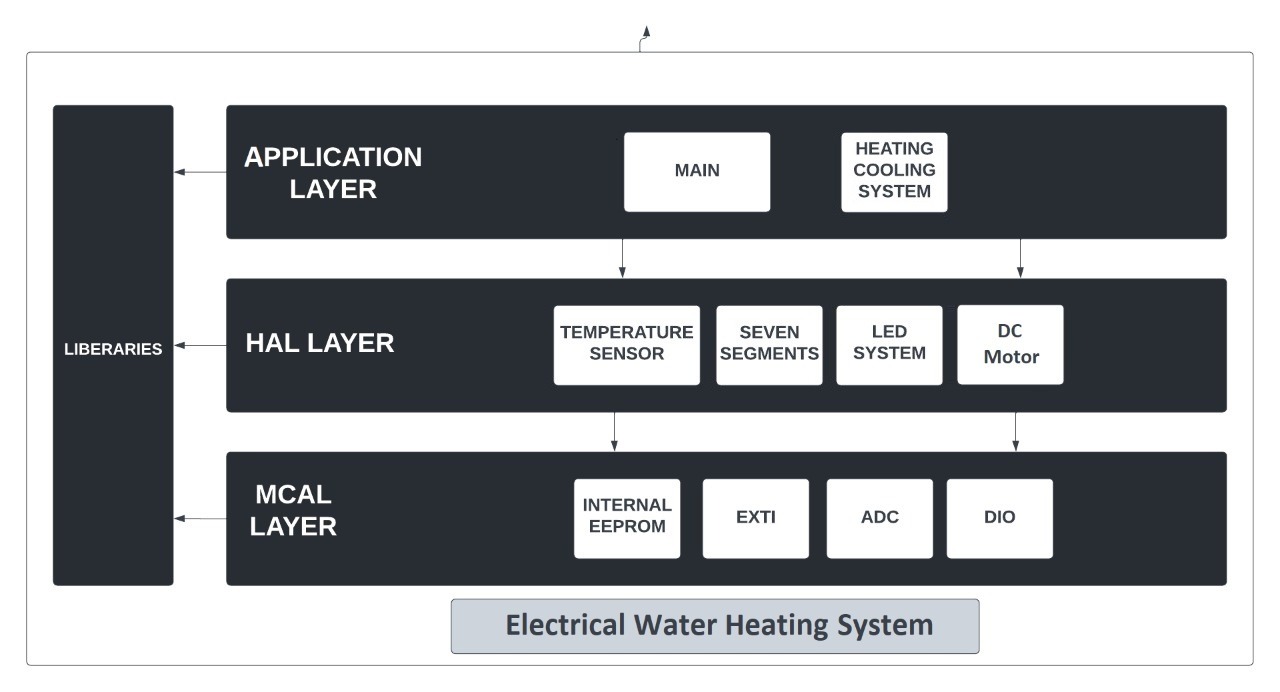 APPLICATION
LAYER
MAIN
HEATING
COOLING
SYSTEM
LIBERARIES
HAL LAYER
TEMPERATURE
SENSOR
SEVEN
SEGMENTS
LED
SYSTEM
DC
Motor
MCAL
LAYER
INTERNAL
EEPROM
EXTI
ADC
DIO
Electrical Water Heating System